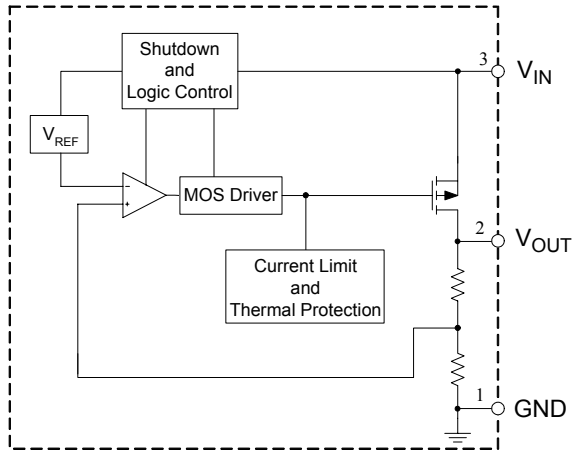 Shutdown
and
Logic Control
3
VIN
VREF
−
+
MOS Driver
2
VOUT
Current Limit
and
Thermal Protection
1
GND